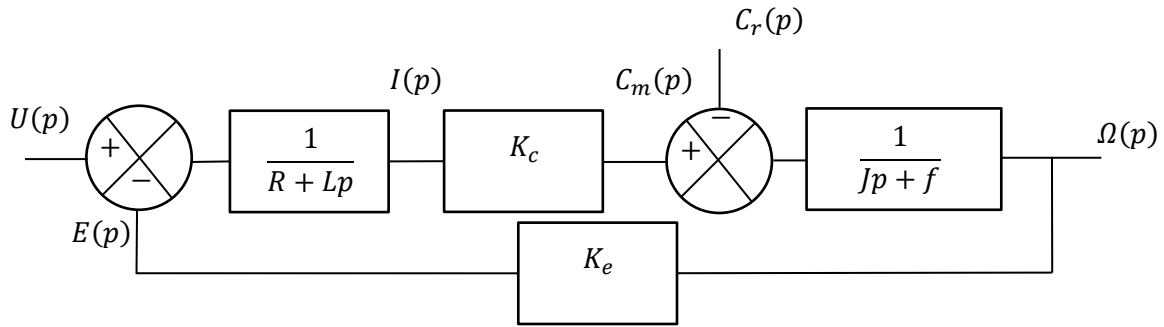 C_r(p)
I(p)
C_m(p)
U(p)
+
−
1
R + Lp
K_c
−
+
1
Jp + f
Ω(p)
E(p)
K_e